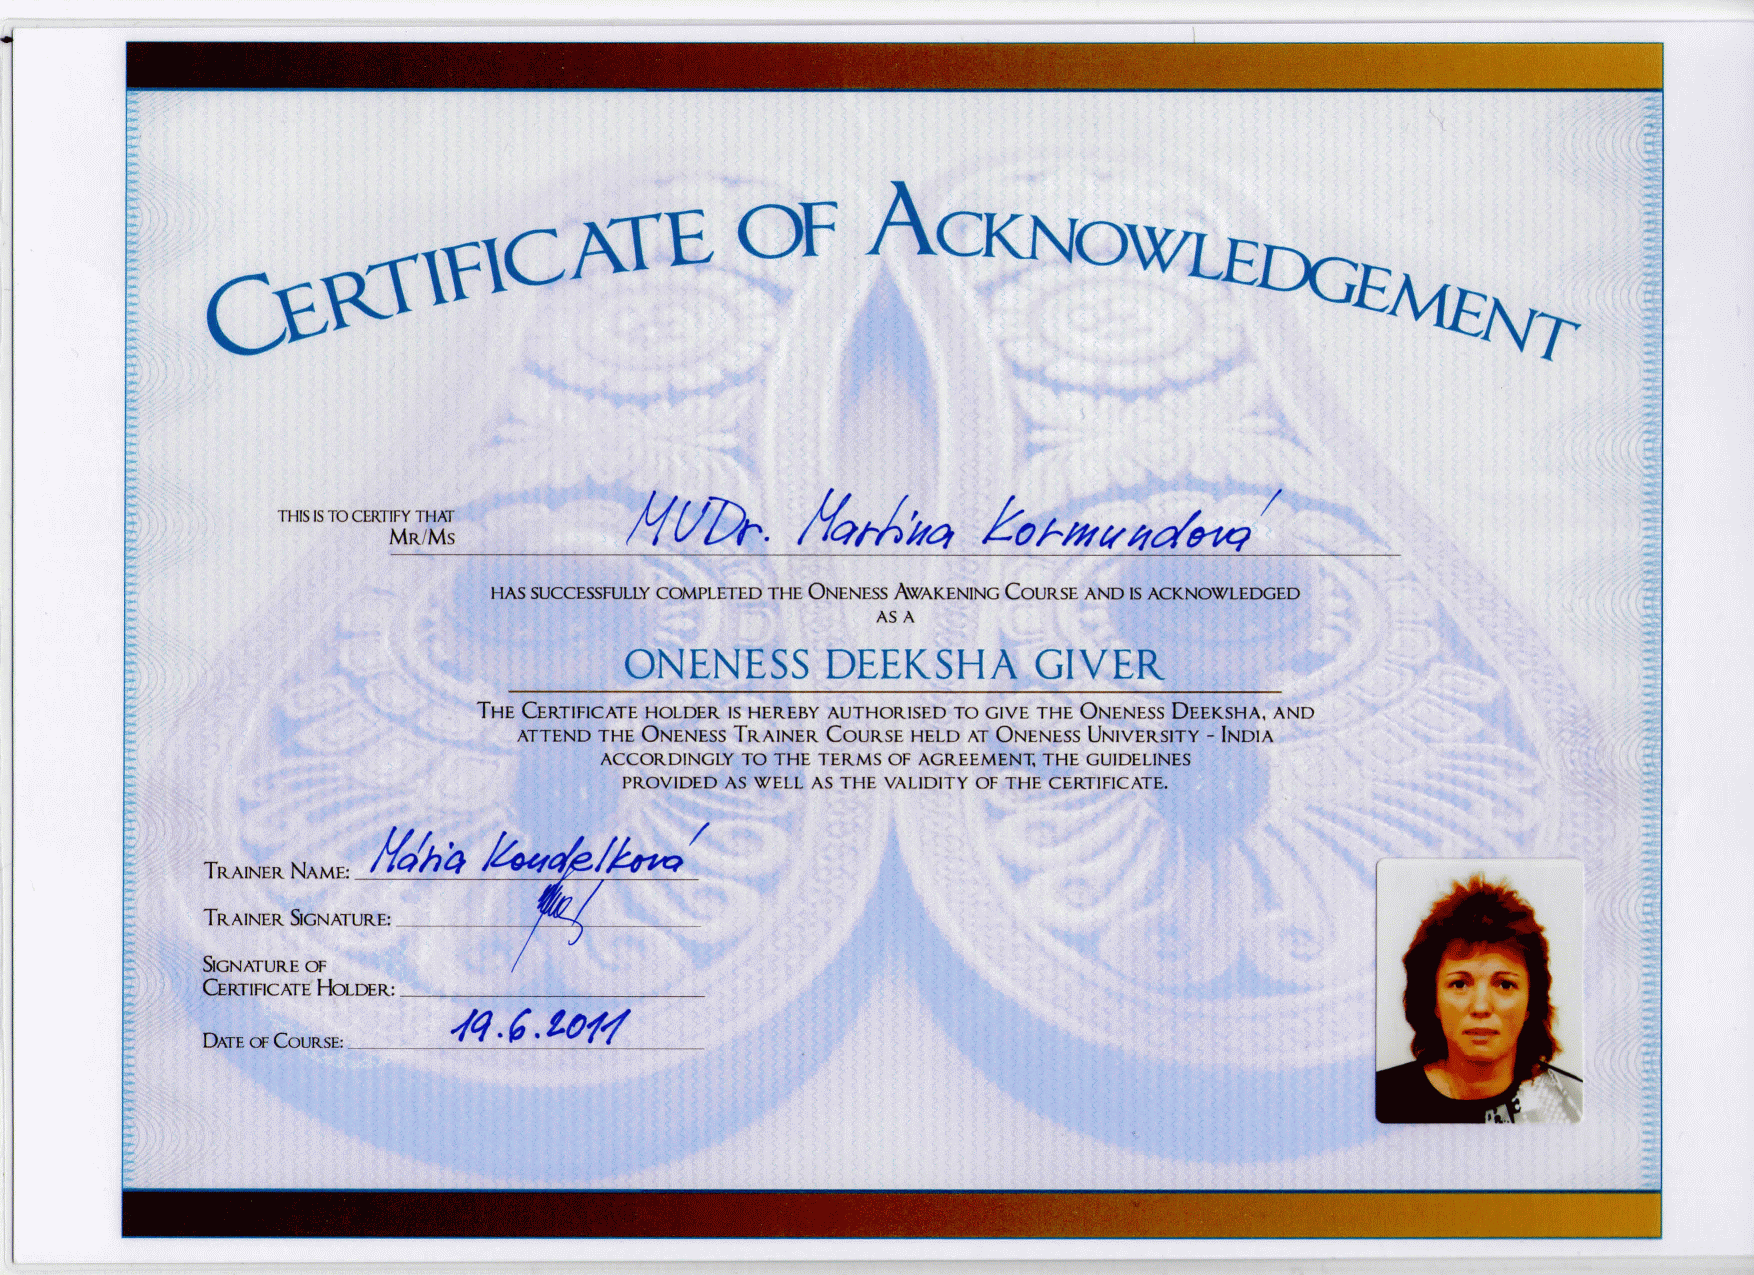 CERTIFICATE OF ACKNOWLEDGEMENT
THIS IS TO CERTIFY THAT
MR/MS MUDr. Martina Kormundová
HAS SUCCESSFULLY COMPLETED THE ONENESS AWAKENING COURSE AND IS ACKNOWLEDGED
AS A
ONENESS DEEKSHA GIVER
THE CERTIFICATE HOLDER IS HEREBY AUTHORISED TO GIVE THE ONENESS DEEKSHA, AND
ATTEND THE ONENESS TRAINER COURSE HELD AT ONENESS UNIVERSITY - INDIA
ACCORDINGLY TO THE TERMS OF AGREEMENT, THE GUIDELINES
PROVIDED AS WELL AS THE VALIDITY OF THE CERTIFICATE.
TRAINER NAME: Mária Koudelková
TRAINER SIGNATURE:
SIGNATURE OF
CERTIFICATE HOLDER:
DATE OF COURSE: 19.6.2011